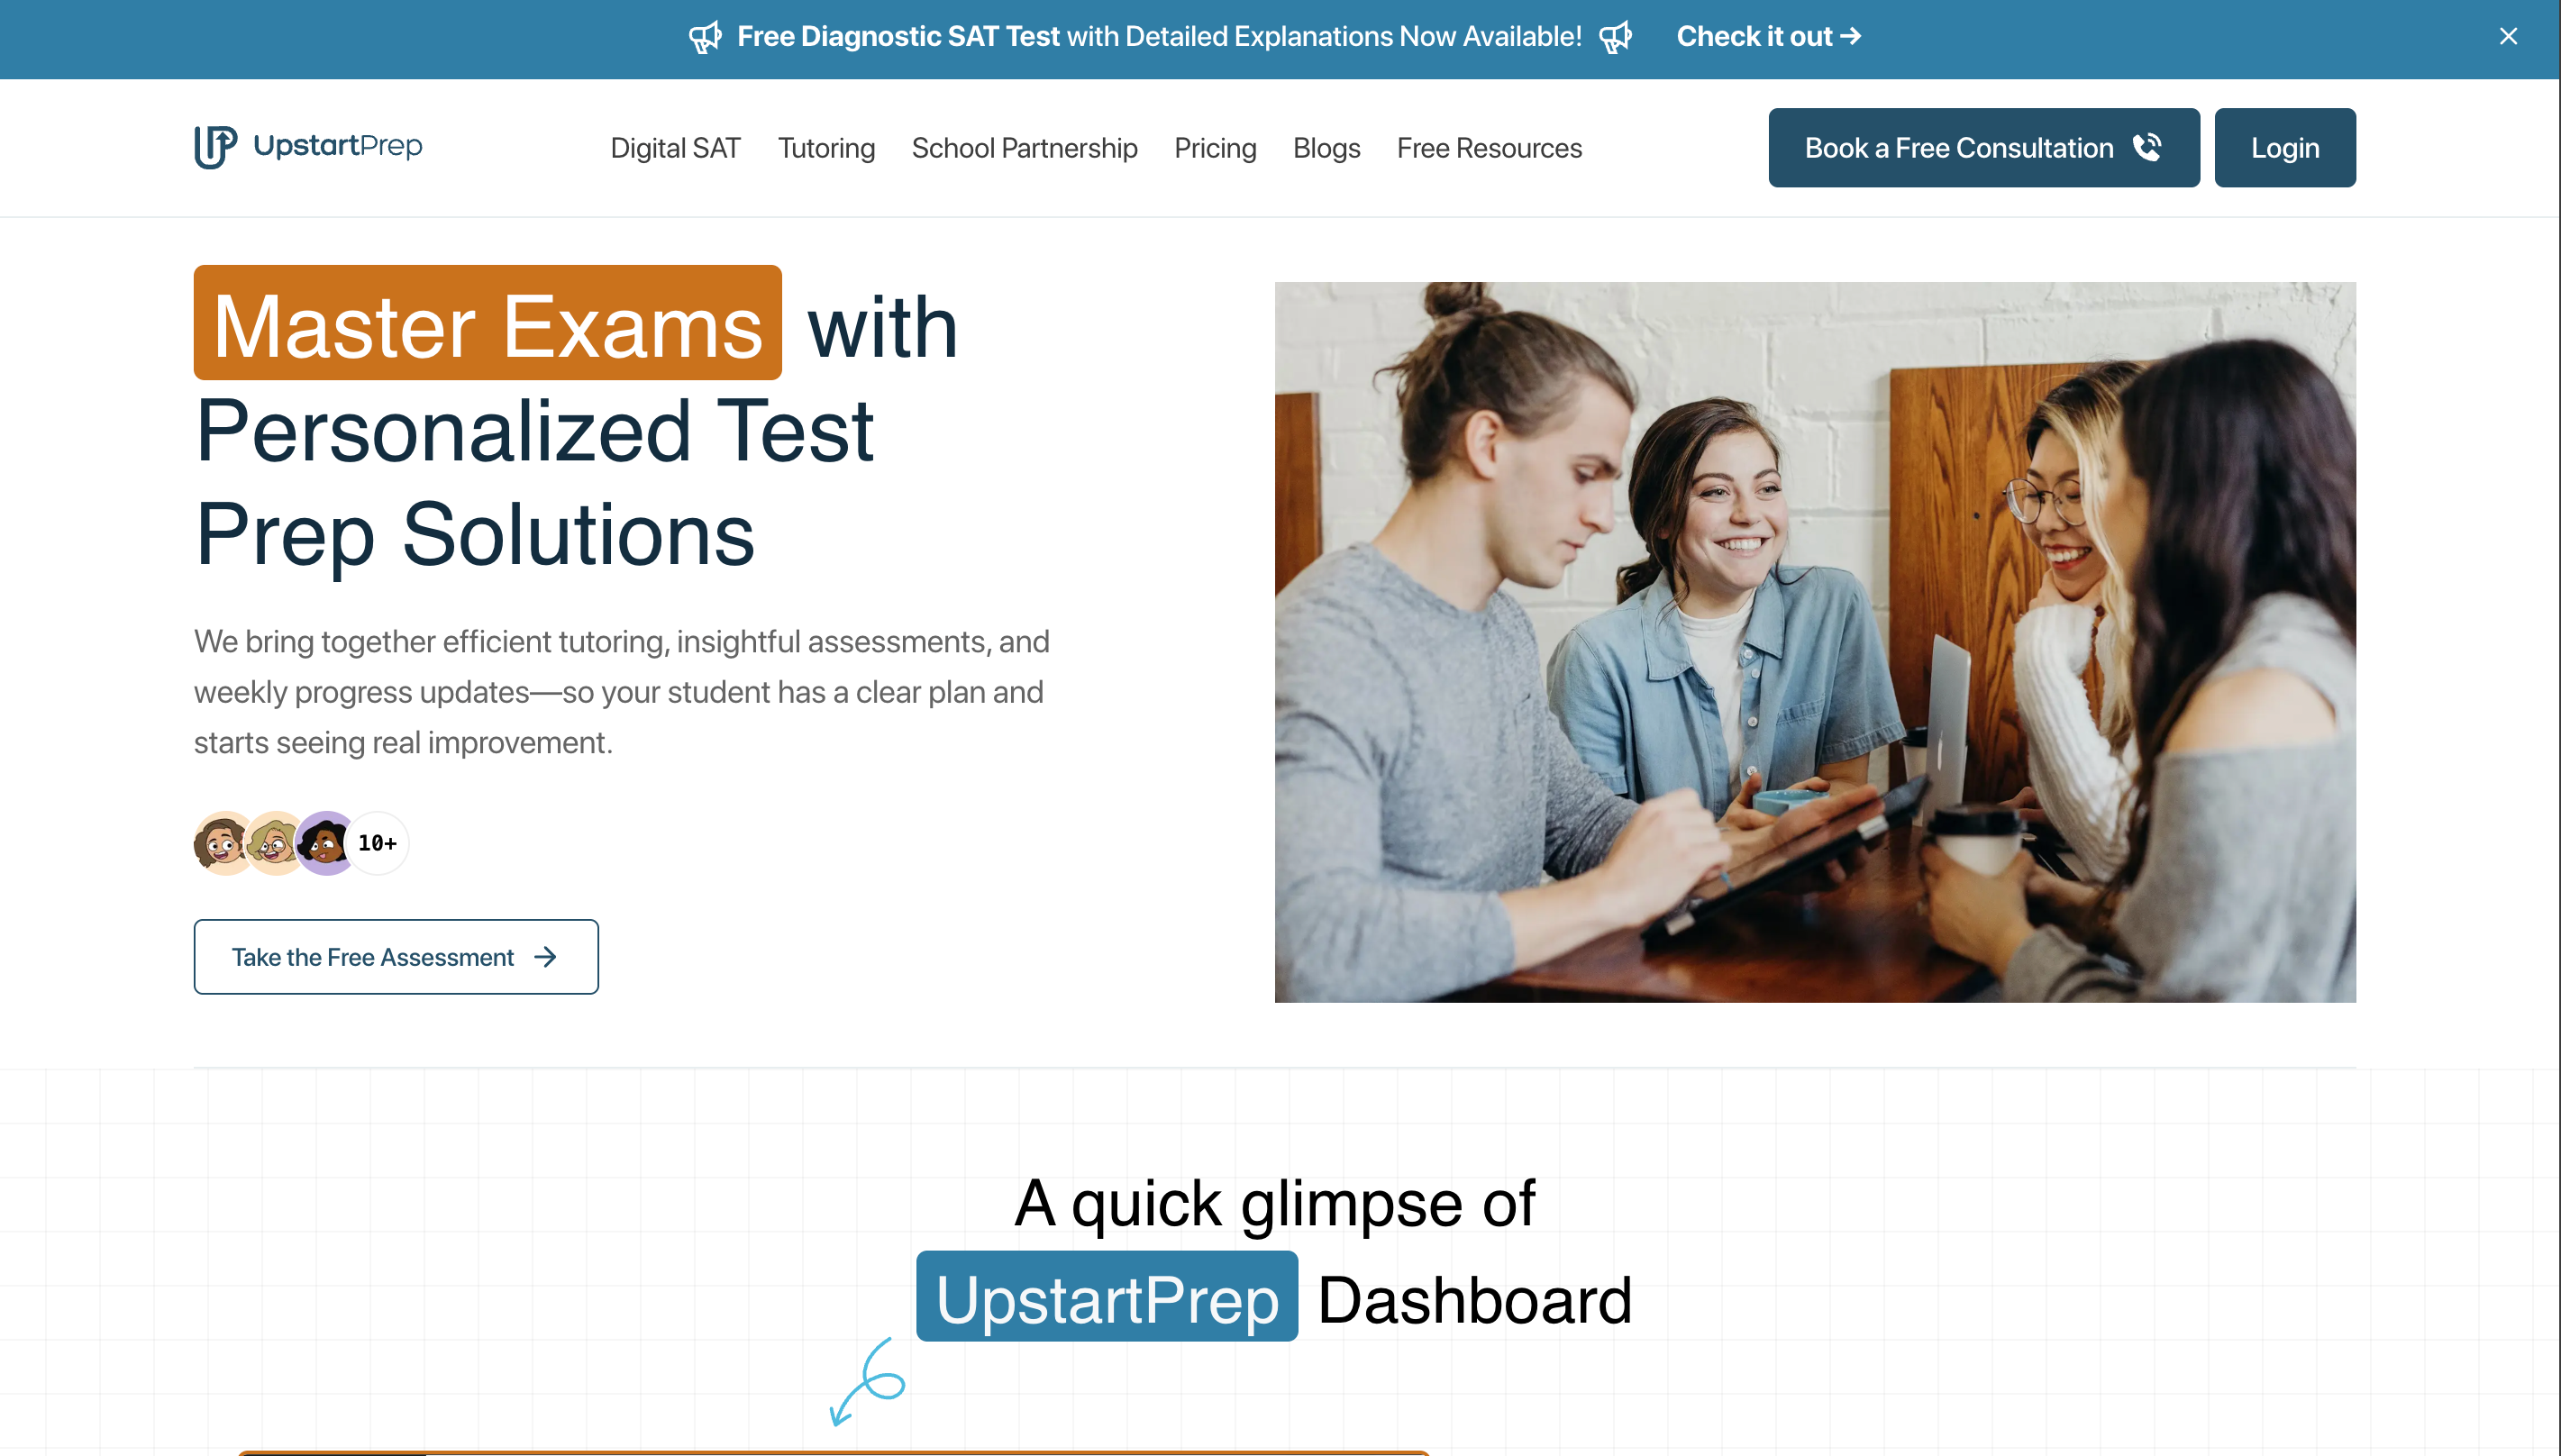 Free Diagnostic SAT Test with Detailed Explanations Now Available! Check it out →
UpstartPrep
Digital SAT Tutoring School Partnership Pricing Blogs Free Resources Book a Free Consultation Login
Master Exams with
Personalized Test
Prep Solutions
We bring together efficient tutoring, insightful assessments, and
weekly progress updates—so your student has a clear plan and
starts seeing real improvement.
10+
Take the Free Assessment →
A quick glimpse of
UpstartPrep Dashboard